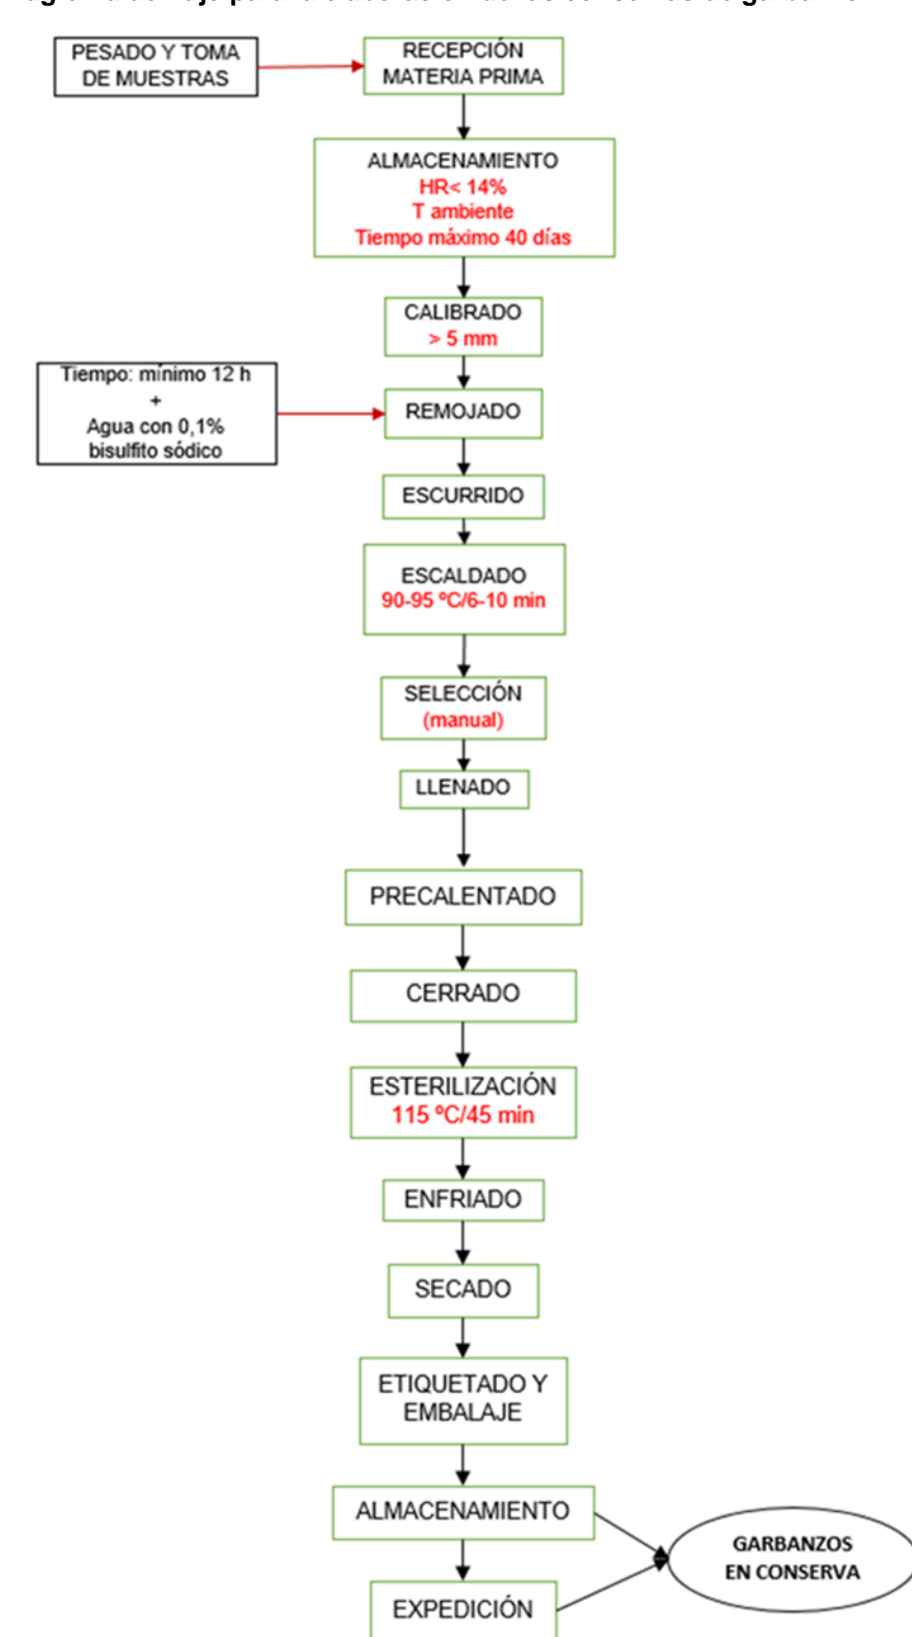 para la
PESADO Y TOMA
DE MUESTRAS
RECEPCIÓN
MATERIA PRIMA
ALMACENAMIENTO
HR< 14%
T ambiente
Tiempo máximo 40 días
CALIBRADO
> 5 mm
Tiempo: mínimo 12 h
+
Agua con 0,1%
bisulfito sódico
REMOJADO
ESCURRIDO
ESCALDADO
90-95 ºC/6-10 min
SELECCIÓN
(manual)
LLENADO
PRECALENTADO
CERRADO
ESTERILIZACIÓN
115 ºC/45 min
ENFRIADO
SECADO
ETIQUETADO Y
EMBALAJE
ALMACENAMIENTO
GARBANZOS
EN CONSERVA
EXPEDICIÓN